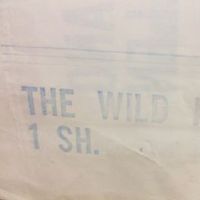 THE WILD
1 SH.